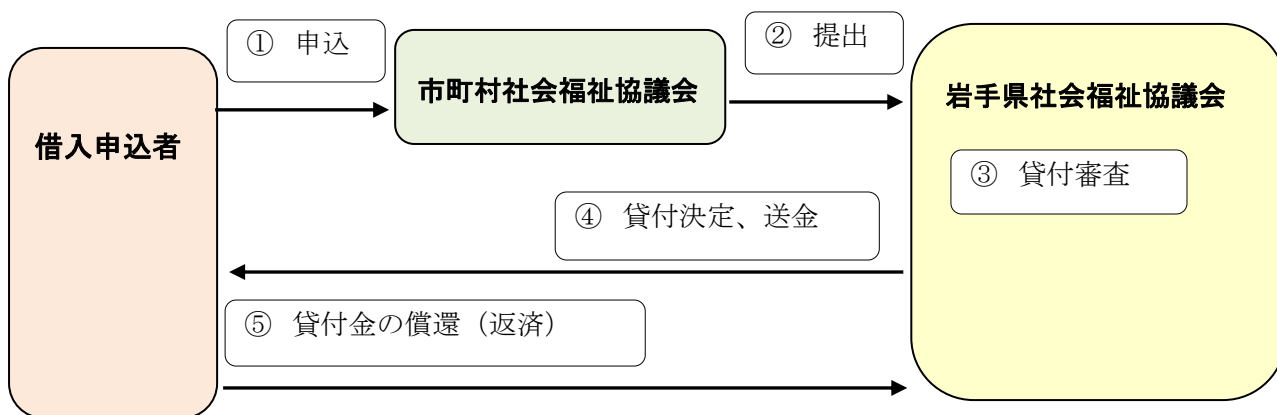 ① 申込
② 提出
市町村社会福祉協議会
岩手県社会福祉協議会
借入申込者
③ 貸付審査
④ 貸付決定、送金
⑤ 貸付金の償還（返済）